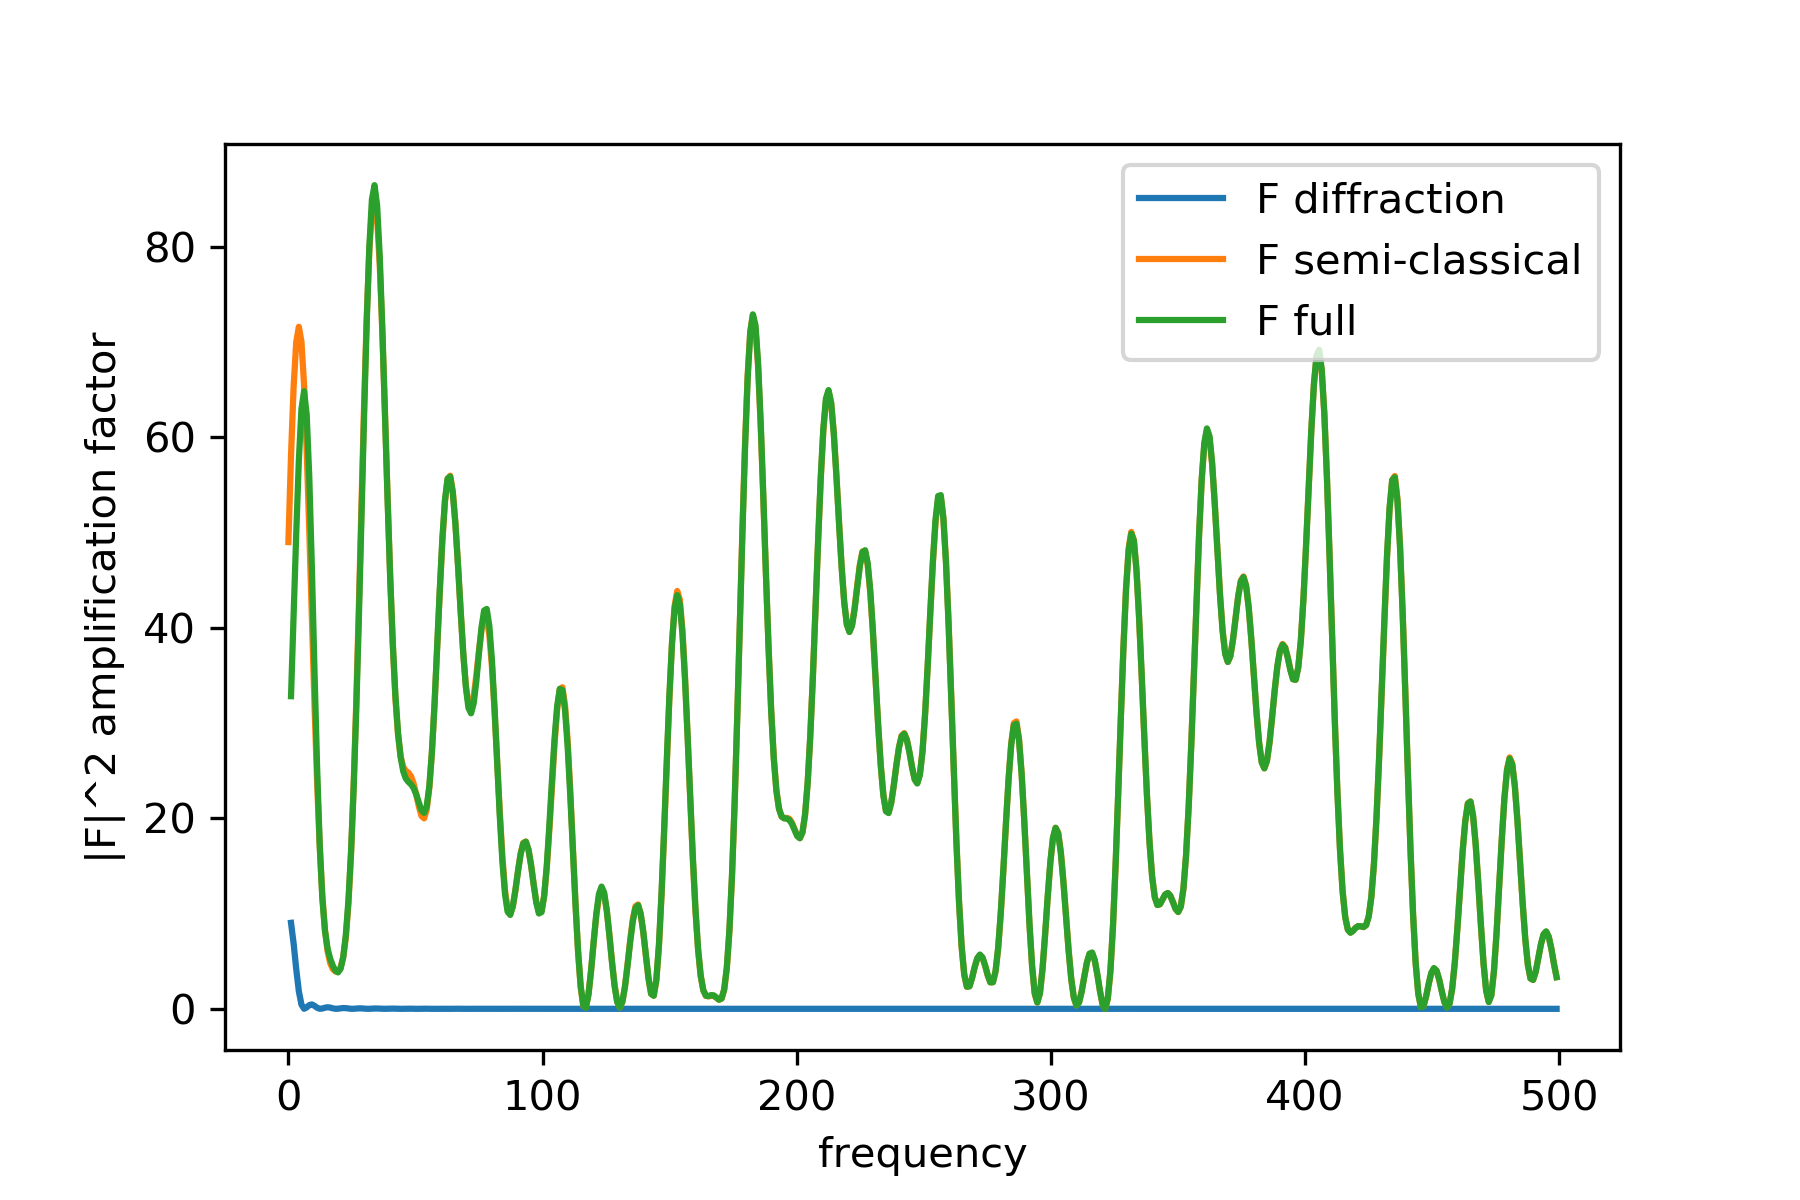 F diffraction
F semi-classical
F full
|F|^2 amplification factor
80
60
40
20
0
0 100 200 300 400 500
frequency